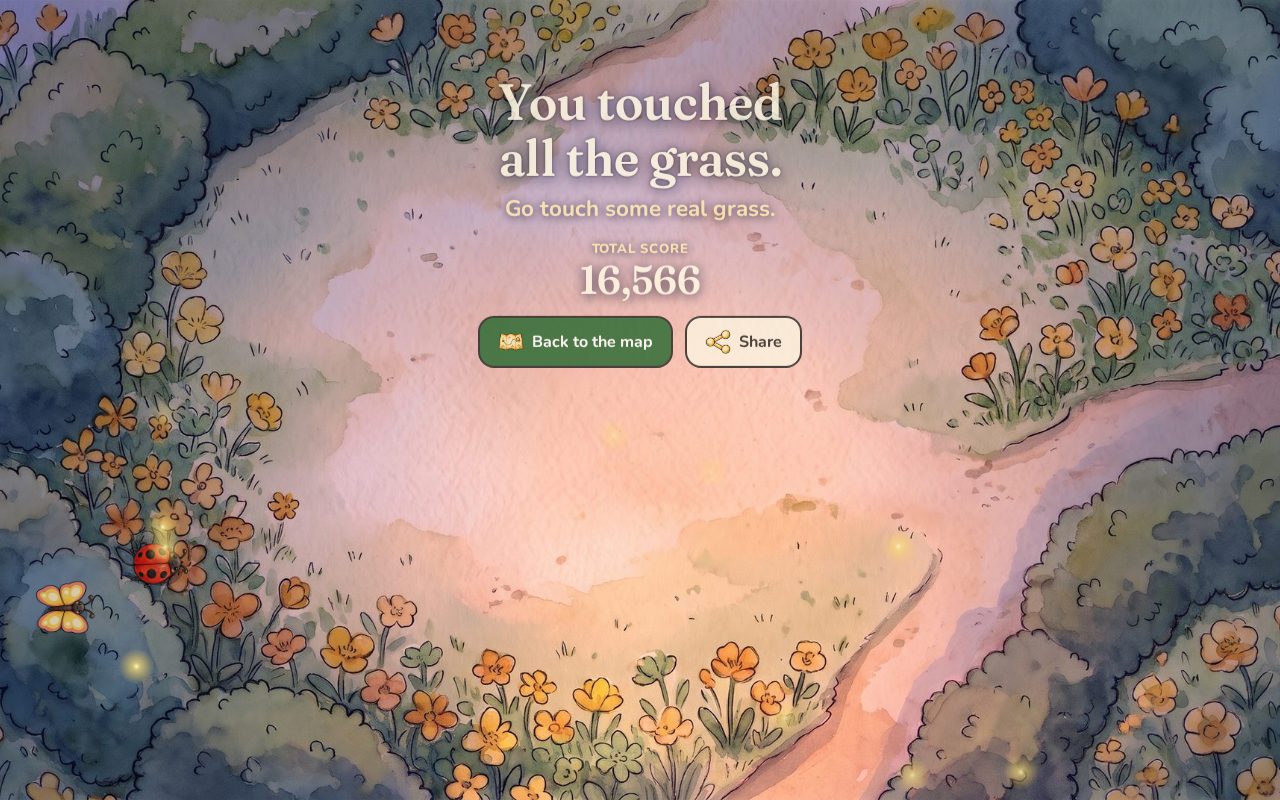 You touched
all the grass.
Go touch some real grass.
TOTAL SCORE
16,566
Back to the map
Share